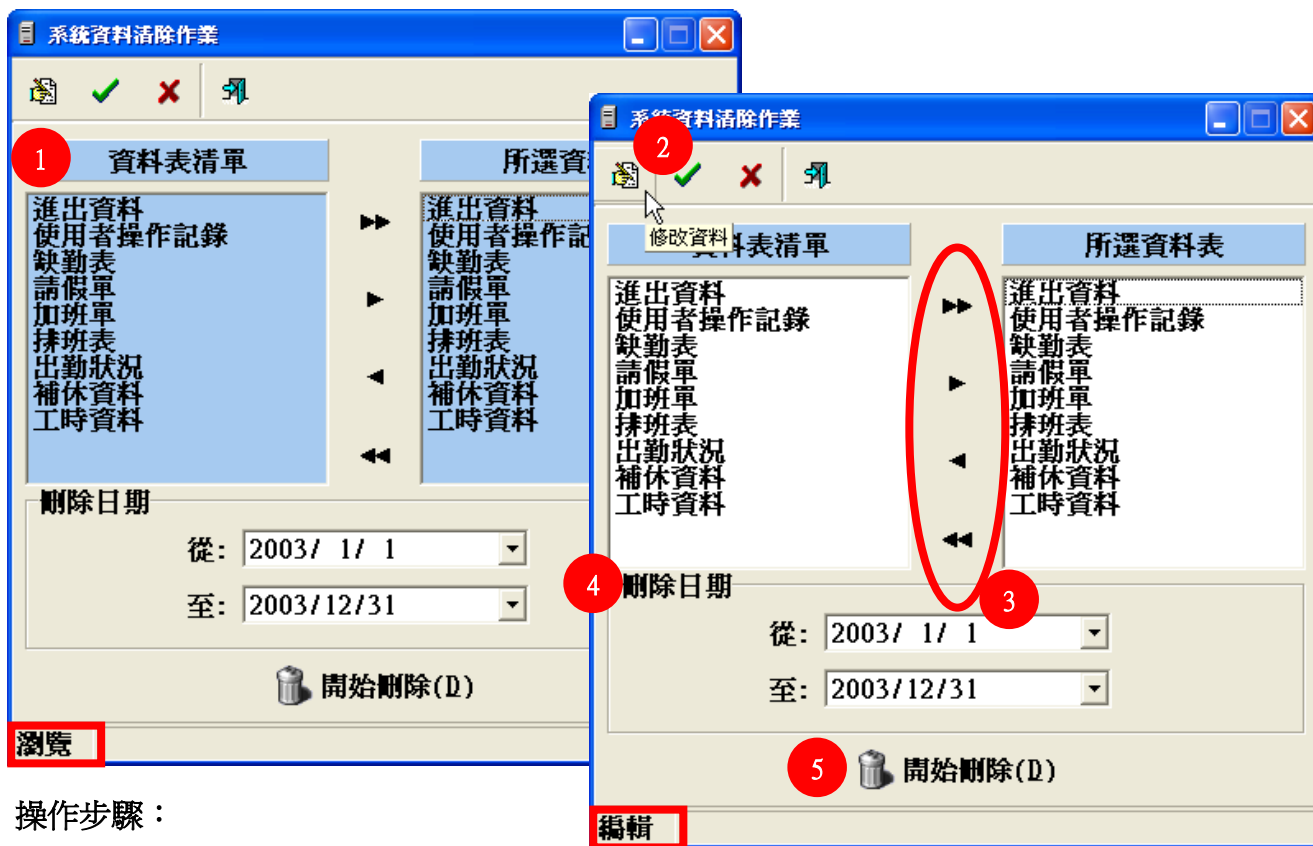 系統資料清除作業
1
資料表清單
所選資
進出資料
使用者操作記錄
缺勤表
請假單
加班單
排班表
出勤狀況
補休資料
工時資料
進出資料
使用者操作記
缺勤表
請假單
加班單
排班表
出勤狀況
補休資料
工時資料
刪除日期
從: 2003/ 1/ 1
至: 2003/12/31
開始刪除(D)
瀏覽
系統資料清除作業
2
修改資料
料表清單
所選資料表
進出資料
使用者操作記錄
缺勤表
請假單
加班單
排班表
出勤狀況
補休資料
工時資料
進出資料
使用者操作記錄
缺勤表
請假單
加班單
排班表
出勤狀況
補休資料
工時資料
3
4
刪除日期
從: 2003/ 1/ 1
至: 2003/12/31
5
開始刪除(D)
編輯
操作步驟：